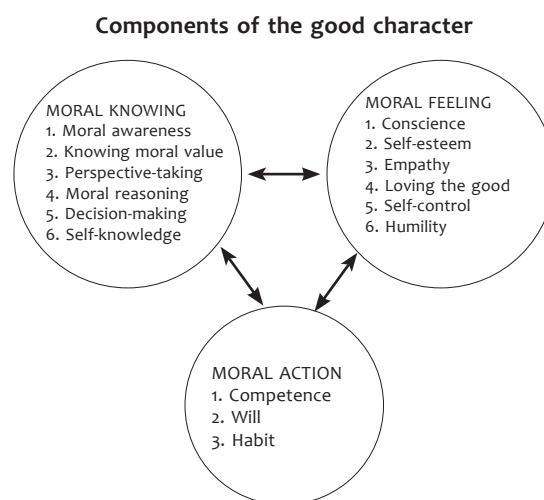 Components of the good character
MORAL KNOWING
1. Moral awareness
2. Knowing moral value
3. Perspective-taking
4. Moral reasoning
5. Decision-making
6. Self-knowledge
MORAL FEELING
1. Conscience
2. Self-esteem
3. Empathy
4. Loving the good
5. Self-control
6. Humility
MORAL ACTION
1. Competence
2. Will
3. Habit